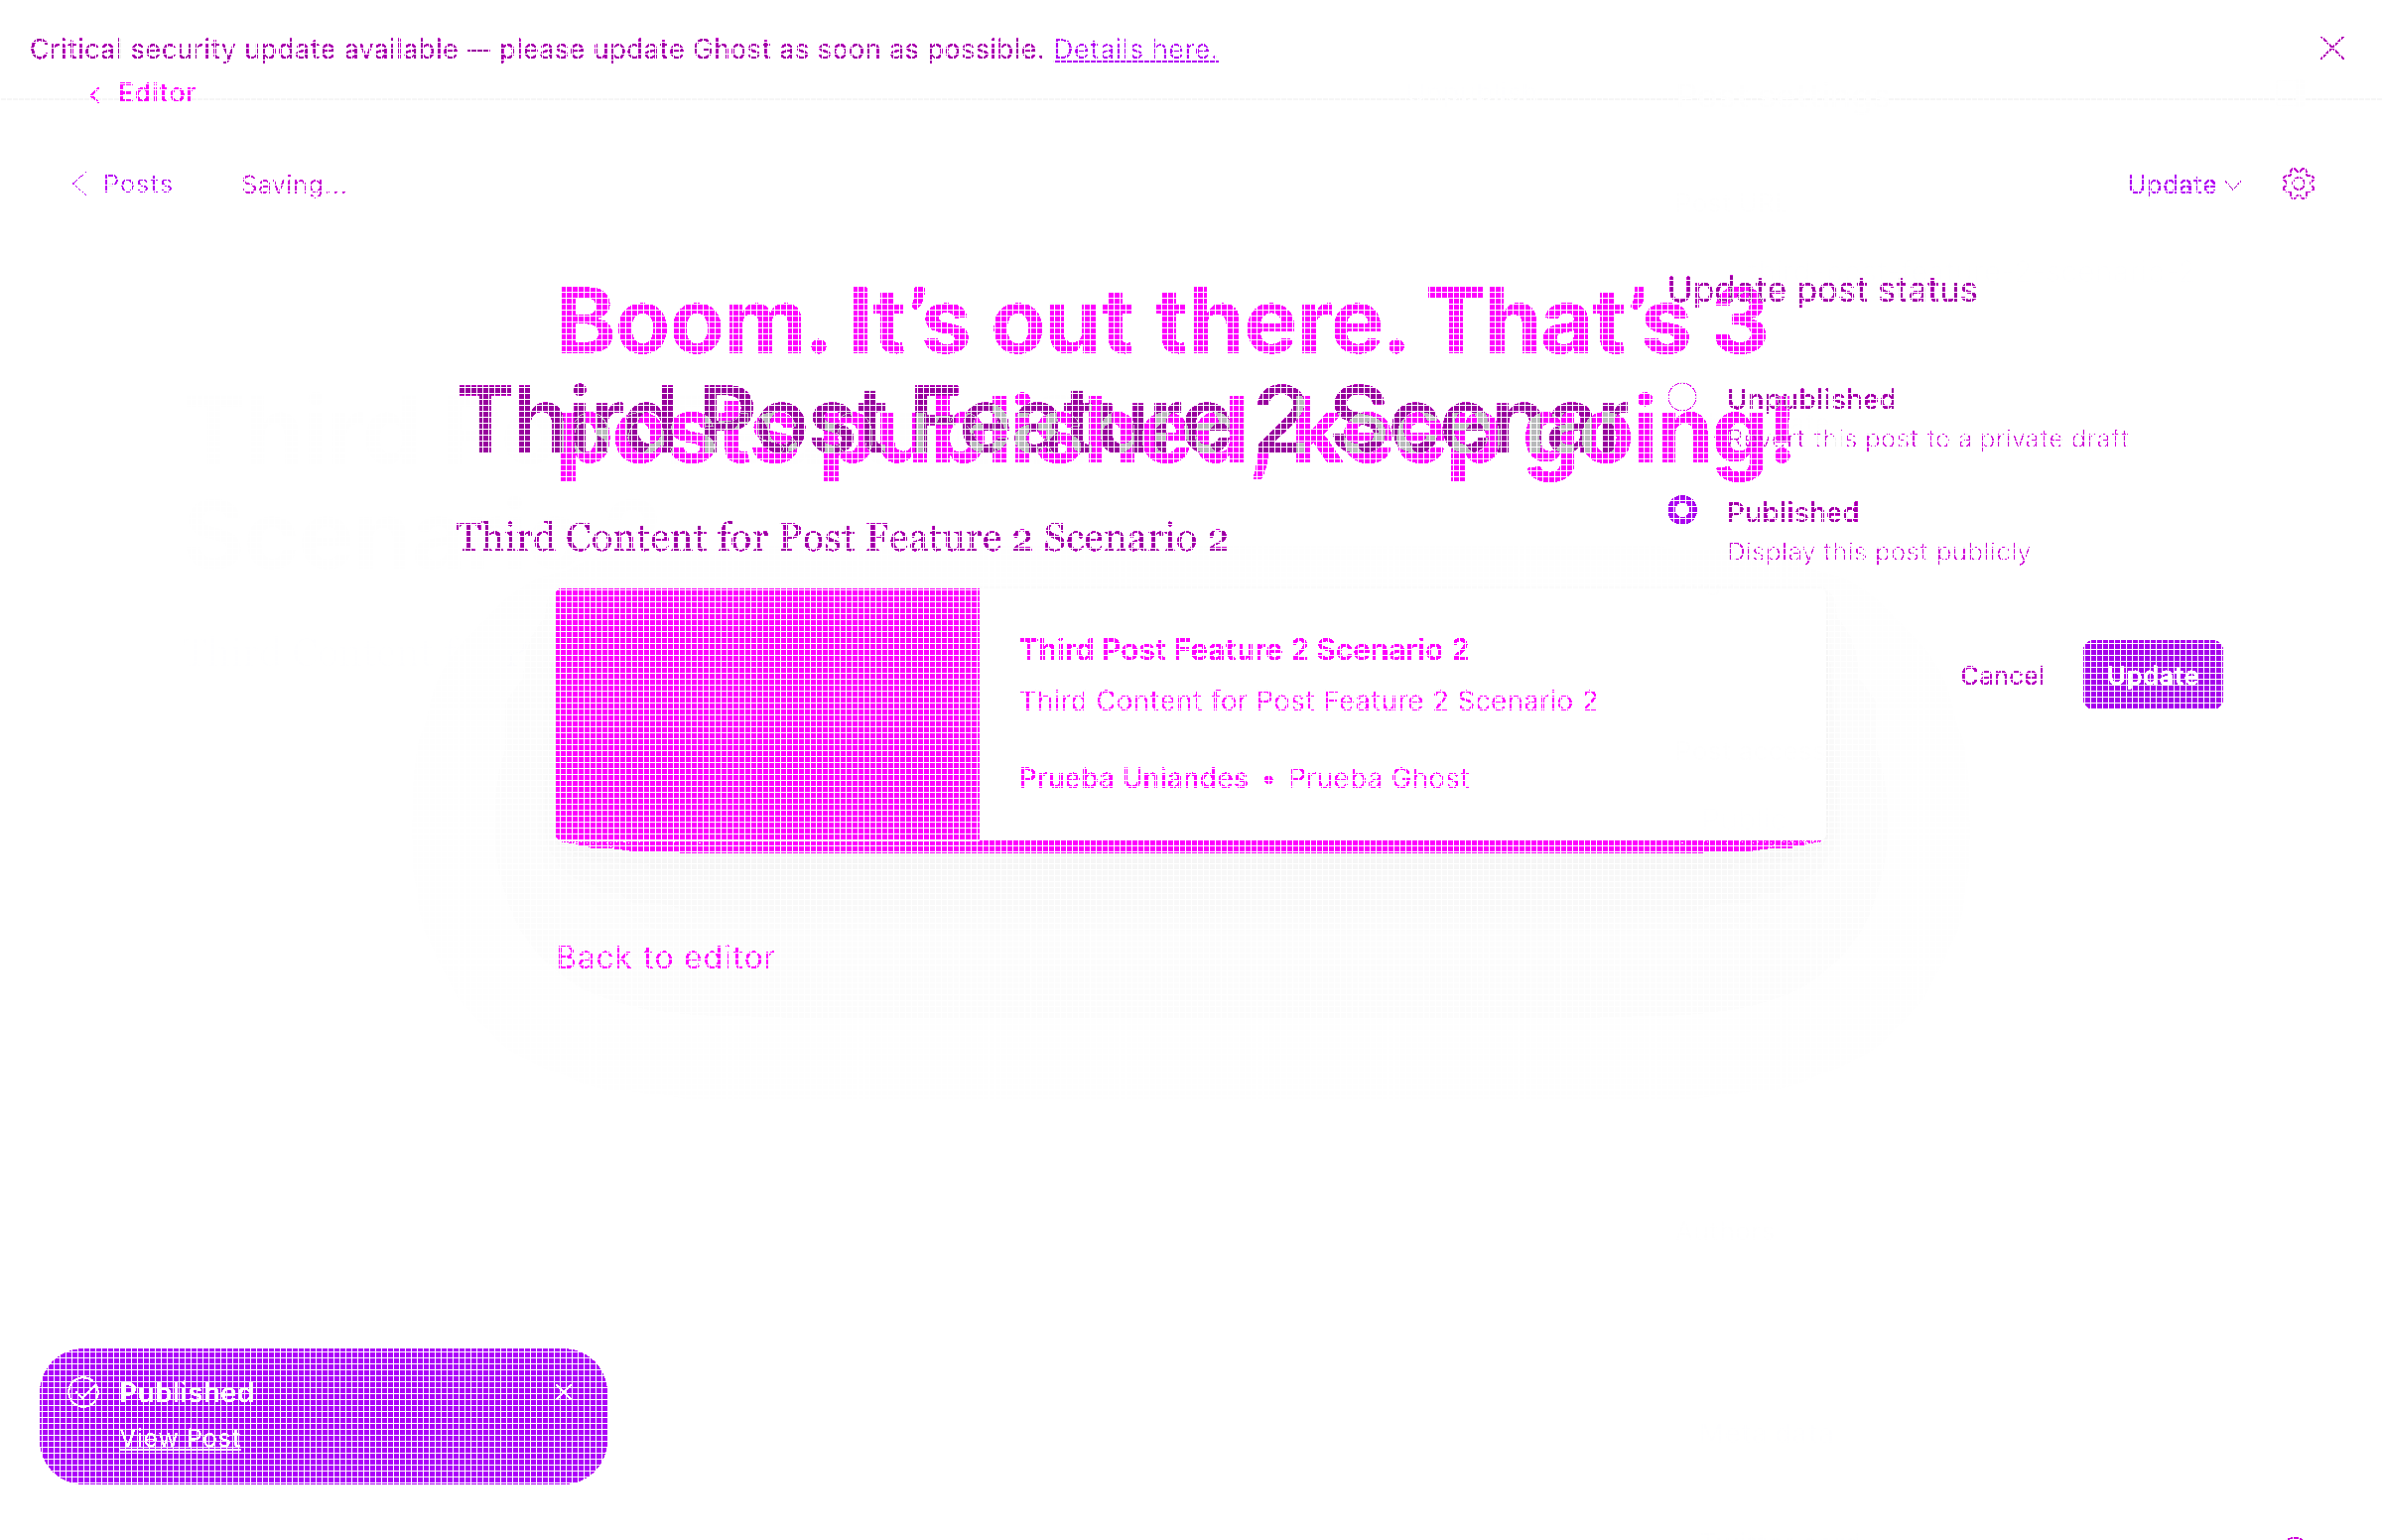 Critical security update available — please update Ghost as soon as possible. Details here.
Editor
Posts
Saving...
Update
Boom. It's out there. That's 3
posts published, keep going!
Update post status
Third Post Feature 2 Scenar
Unpublished
Revert this post to a private draft
Third Content for Post Feature 2 Scenario 2
Published
Display this post publicly
Third Post Feature 2 Scenario 2
Third Content for Post Feature 2 Scenario 2
Prueba Uniandes • Prueba Ghost
Cancel
Update
Back to editor
Published
View Post